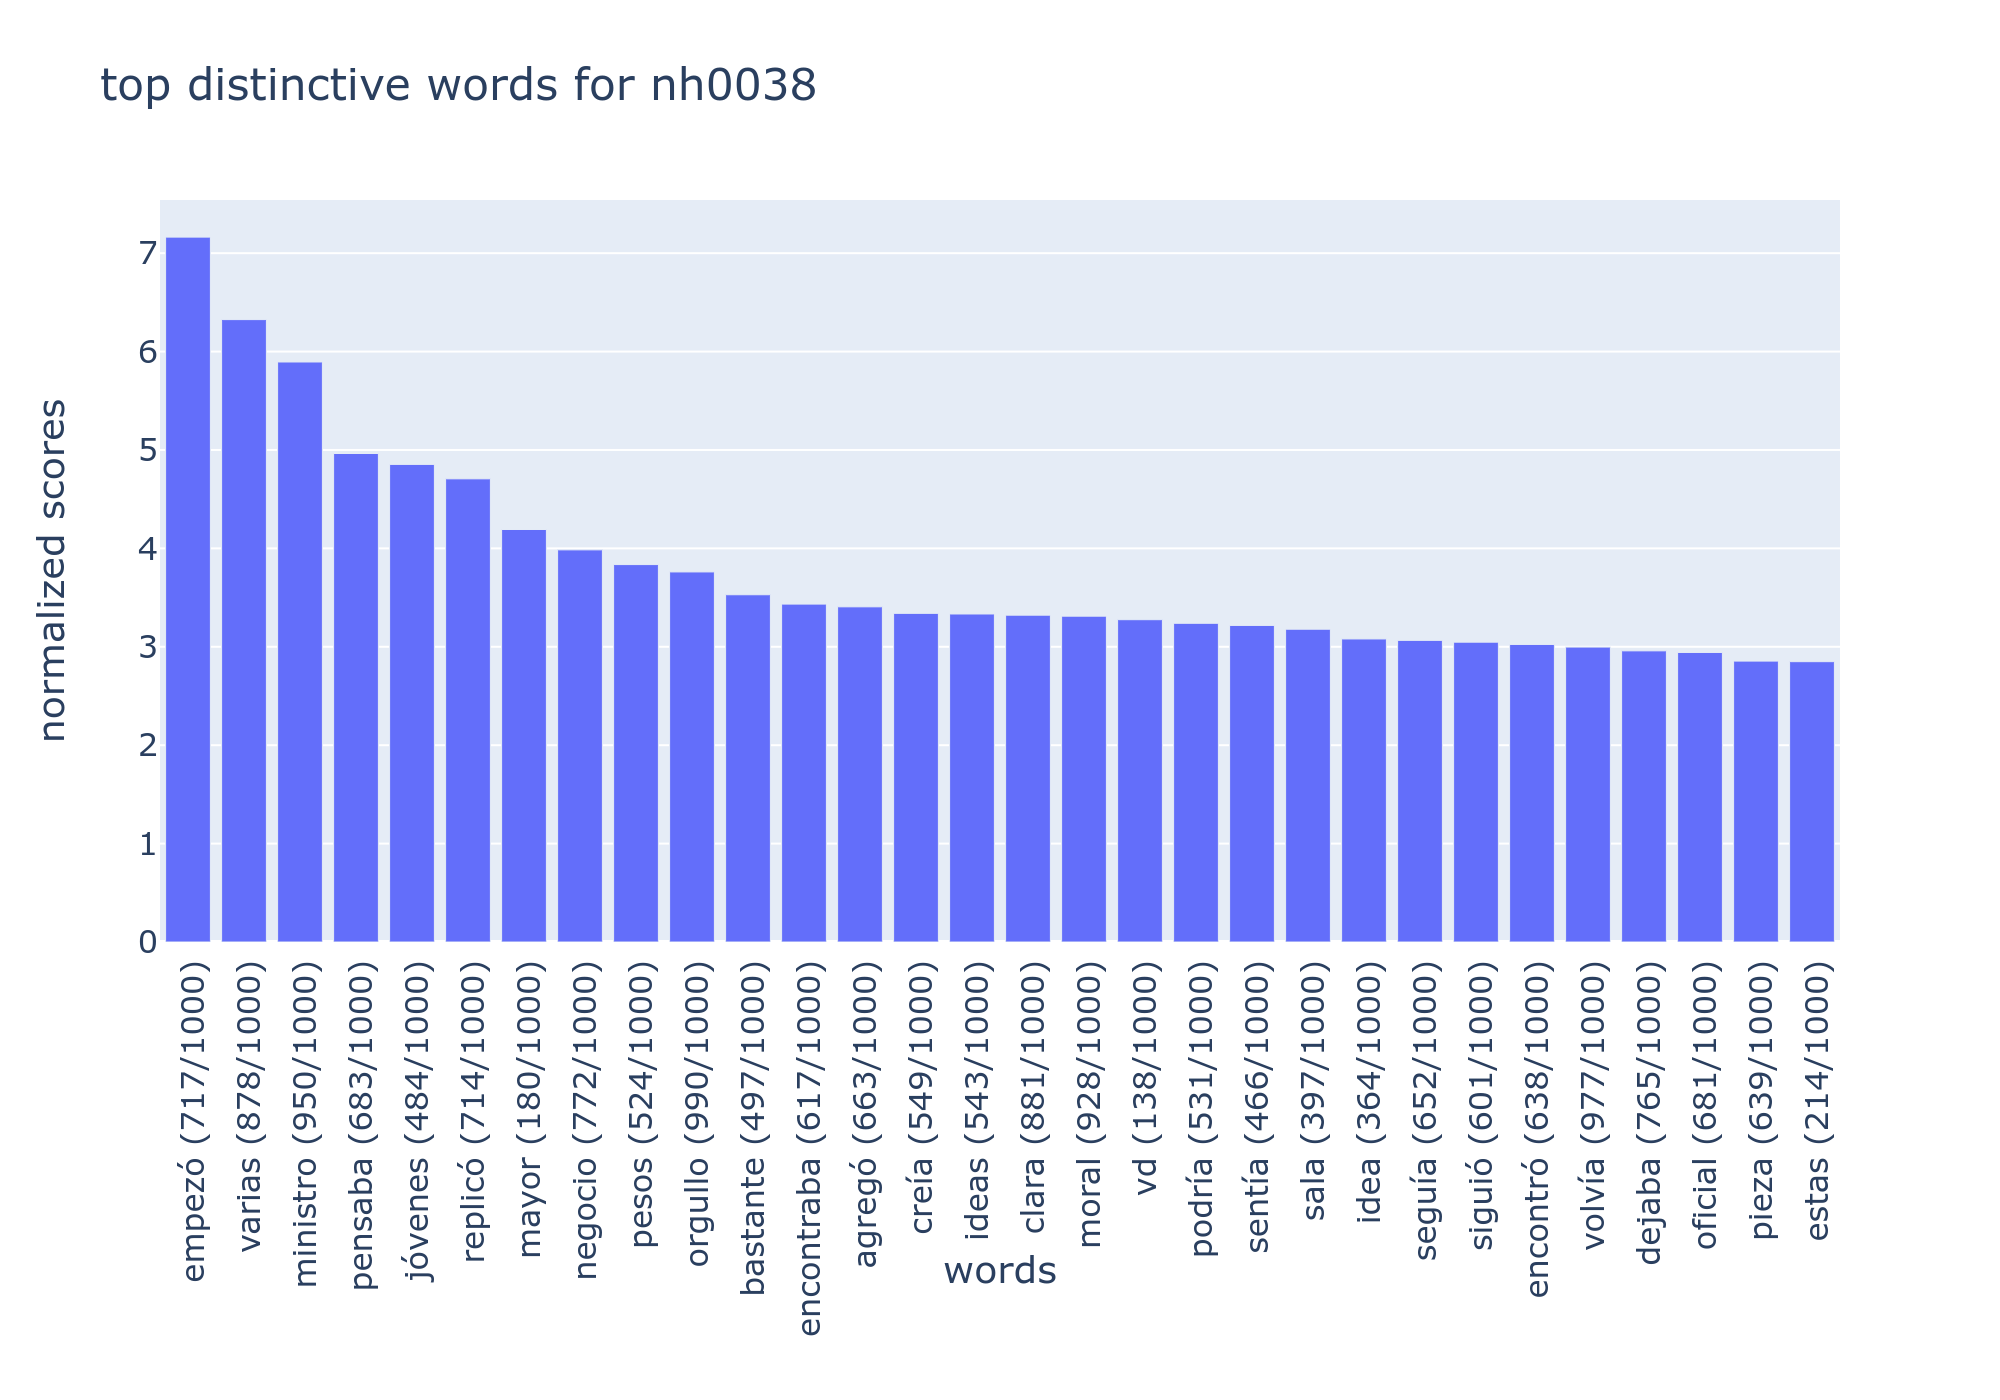 top distinctive words for nh0038
normalized scores
7
6
5
4
3
2
1
0
empezó (717/1000)
varias (878/1000)
ministro (950/1000)
pensaba (683/1000)
jóvenes (484/1000)
replicó (714/1000)
mayor (180/1000)
negocio (772/1000)
pesos (524/1000)
orgullo (990/1000)
bastante (497/1000)
encontraba (617/1000)
agregó (663/1000)
creía (549/1000)
ideas (543/1000)
clara (881/1000)
moral (928/1000)
vd (138/1000)
podría (531/1000)
sentía (466/1000)
sala (397/1000)
idea (364/1000)
seguía (652/1000)
siguió (601/1000)
encontró (638/1000)
volvía (977/1000)
dejaba (765/1000)
oficial (681/1000)
pieza (639/1000)
estas (214/1000)
words